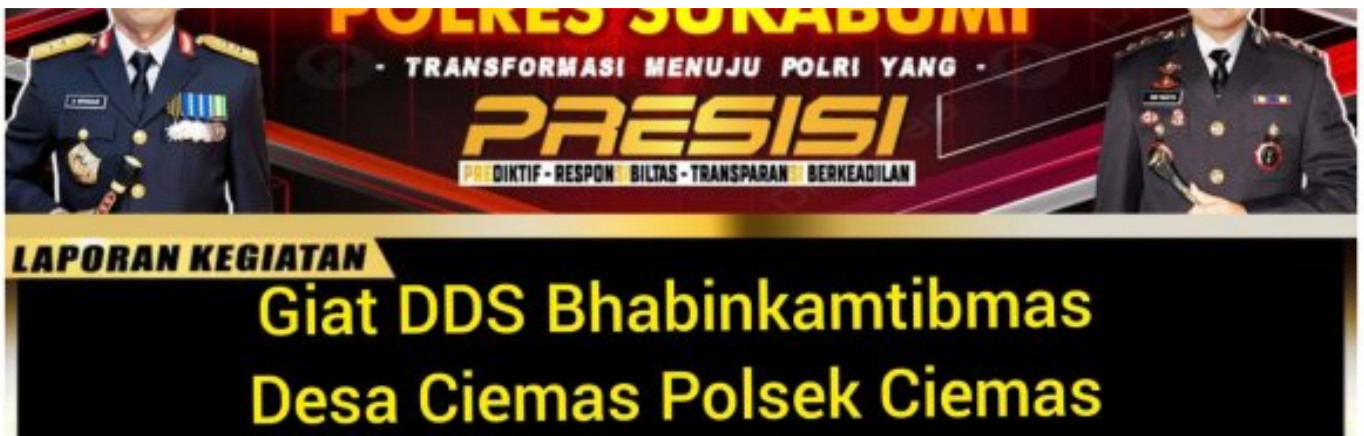 POLRES SUKABUMI
- TRANSFORMASI MENUJU POLRI YANG -
PRESISI
PREDIKTIF - RESPONSIBILTAS - TRANSPARANSI BERKEADILAN
LAPORAN KEGIATAN
Giat DDS Bhabinkamtibmas
Desa Ciemas Polsek Ciemas